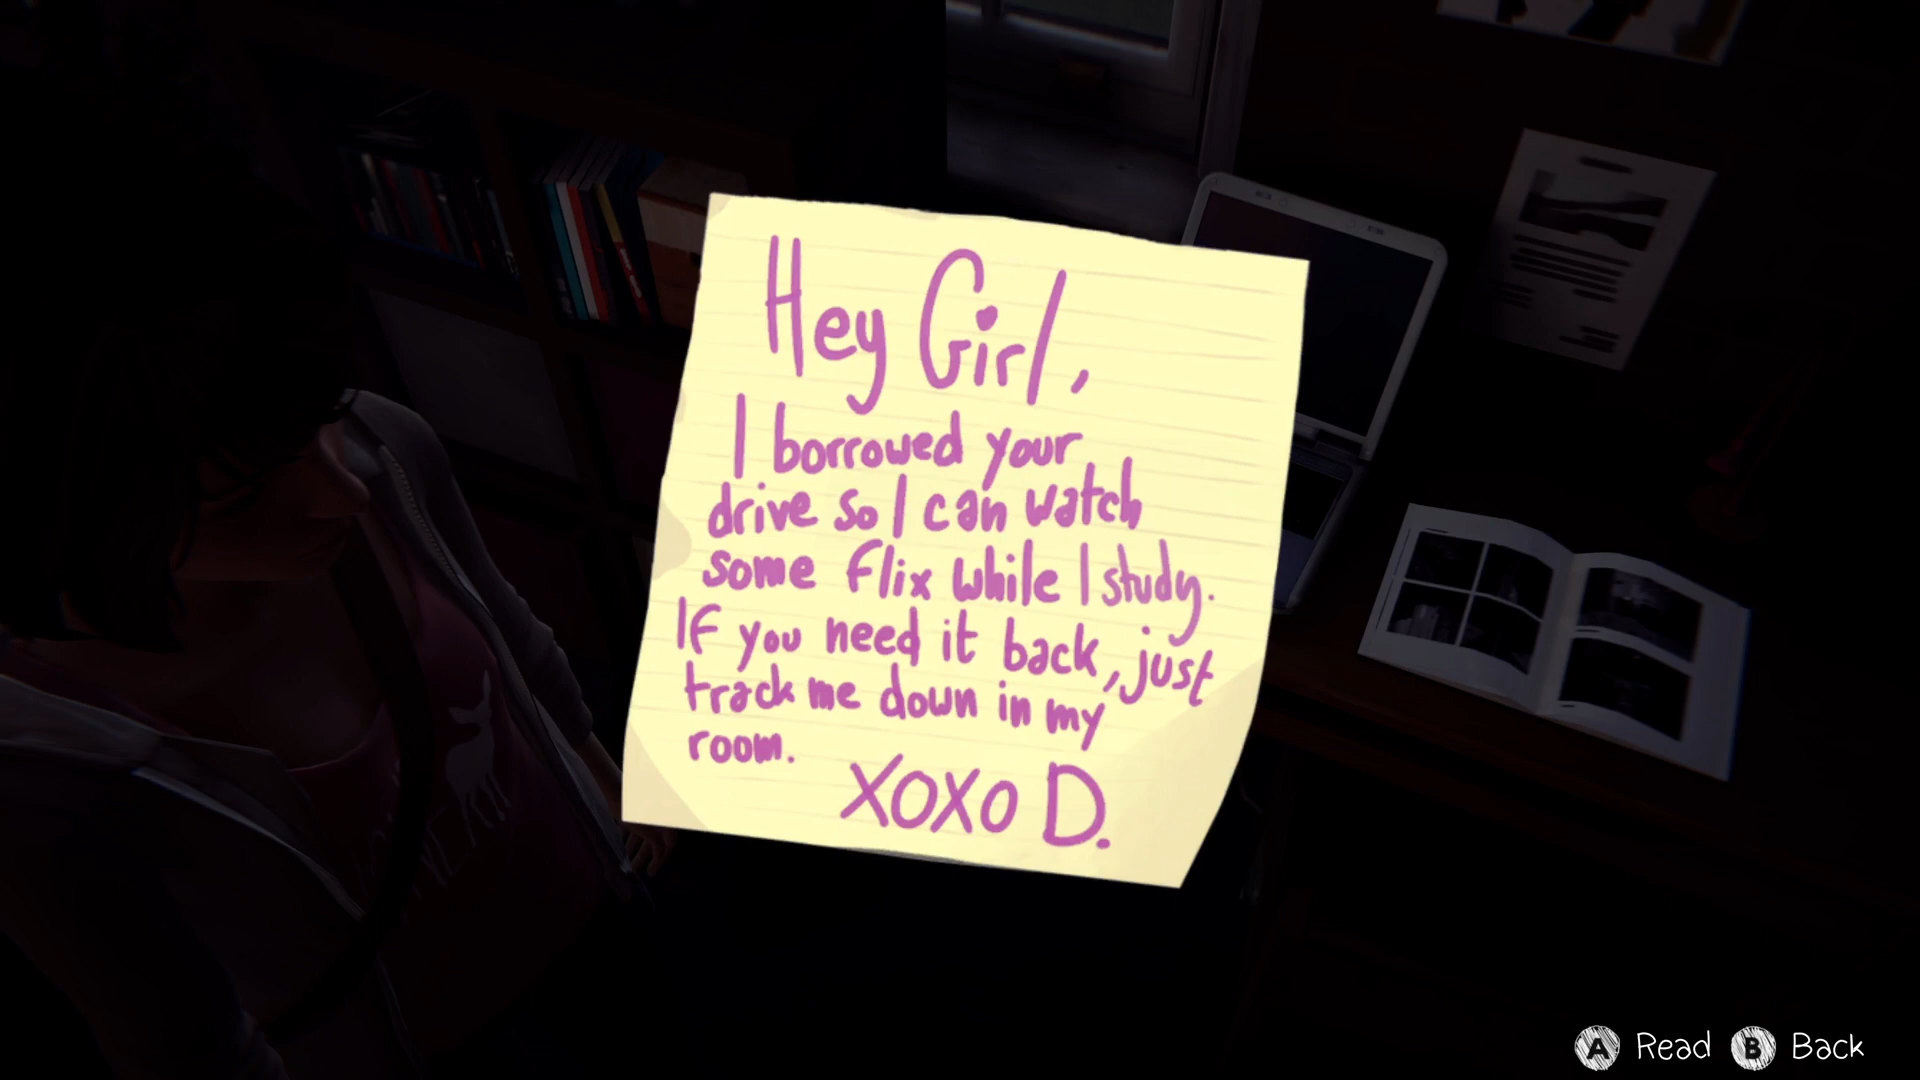 Hey Girl,
I borrowed your
drive so I can watch
some flix while I study.
If you need it back, just
track me down in my
room.
XOXO D.
A Read B Back